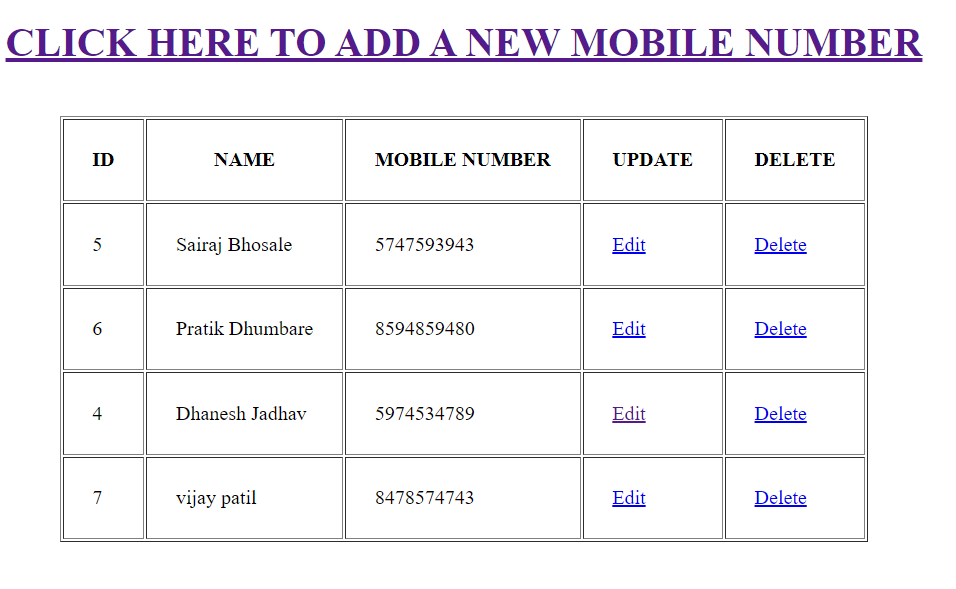 CLICK HERE TO ADD A NEW MOBILE NUMBER
ID NAME MOBILE NUMBER UPDATE DELETE
5 Sairaj Bhosale 5747593943 Edit Delete
6 Pratik Dhumbare 8594859480 Edit Delete
4 Dhanesh Jadhav 5974534789 Edit Delete
7 vijay patil 8478574743 Edit Delete